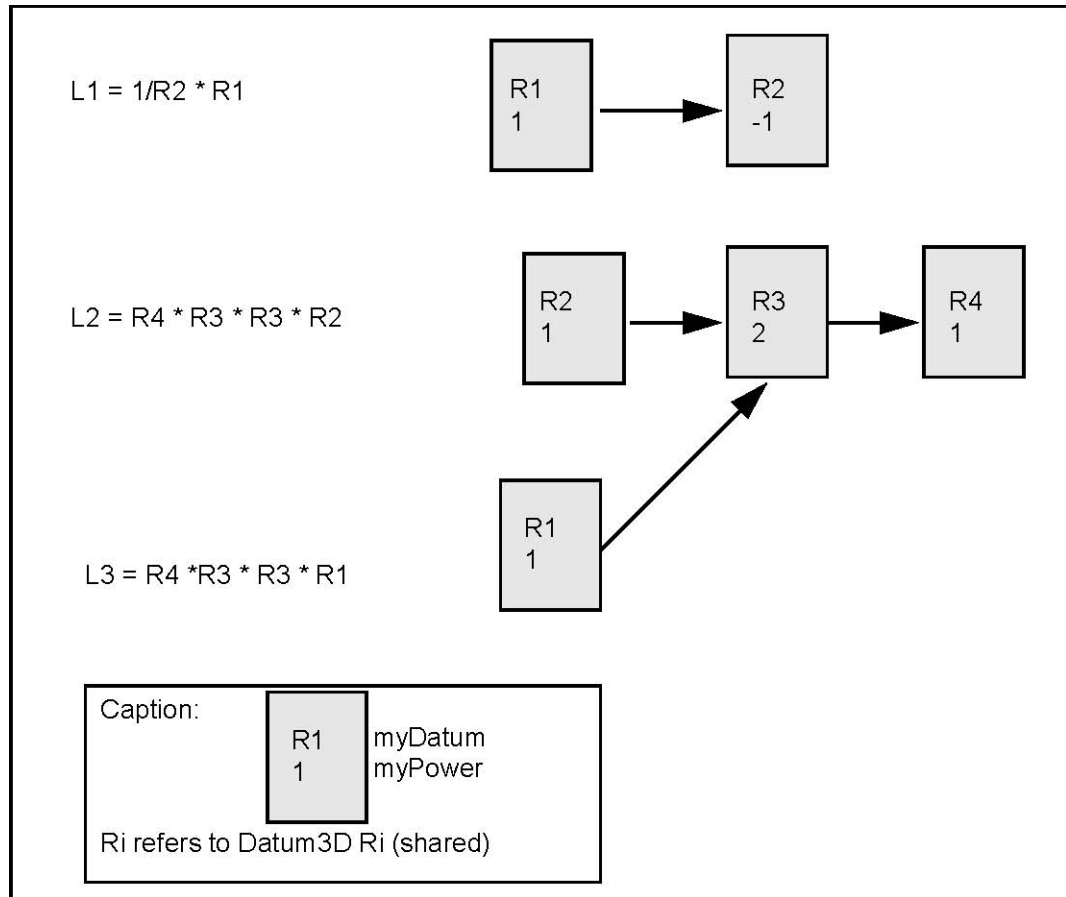 L1 = 1/R2 * R1
R1
1
R2
-1
L2 = R4 * R3 * R3 * R2
R2
1
R3
2
R4
1
R1
1
L3 = R4 *R3 * R3 * R1
Caption:
R1
1
myDatum
myPower
Ri refers to Datum3D Ri (shared)